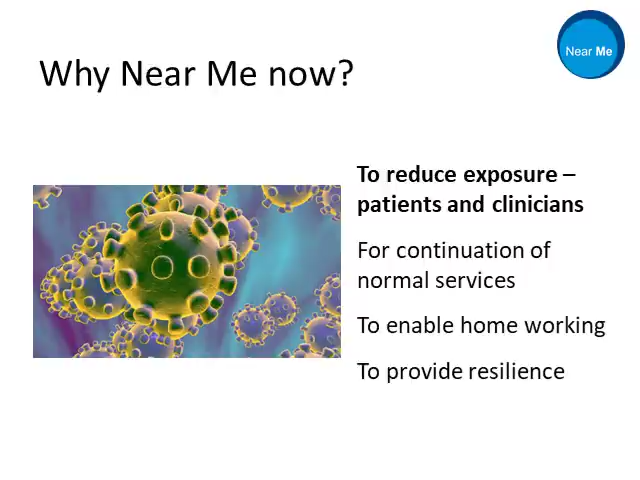 Near Me
Why Near Me now?
To reduce exposure –
patients and clinicians
For continuation of
normal services
To enable home working
To provide resilience